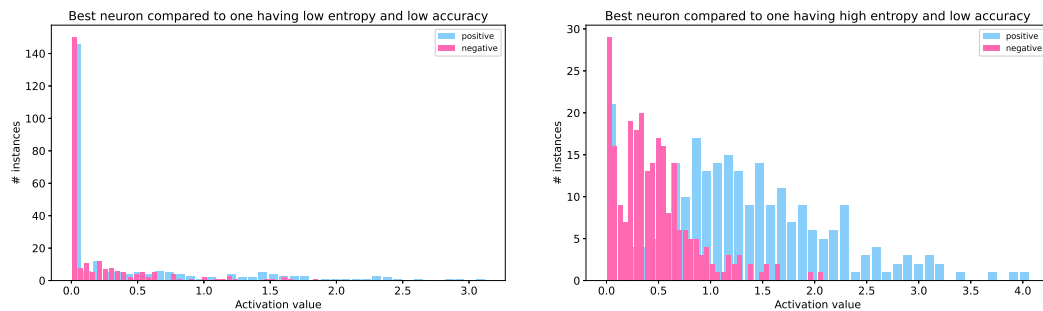 Best neuron compared to one having low entropy and low accuracy
positive
negative
# instances
140
120
100
80
60
40
20
0
0.0 0.5 1.0 1.5 2.0 2.5 3.0
Activation value
Best neuron compared to one having high entropy and low accuracy
positive
negative
# instances
30
25
20
15
10
5
0
0.0 0.5 1.0 1.5 2.0 2.5 3.0 3.5 4.0
Activation value